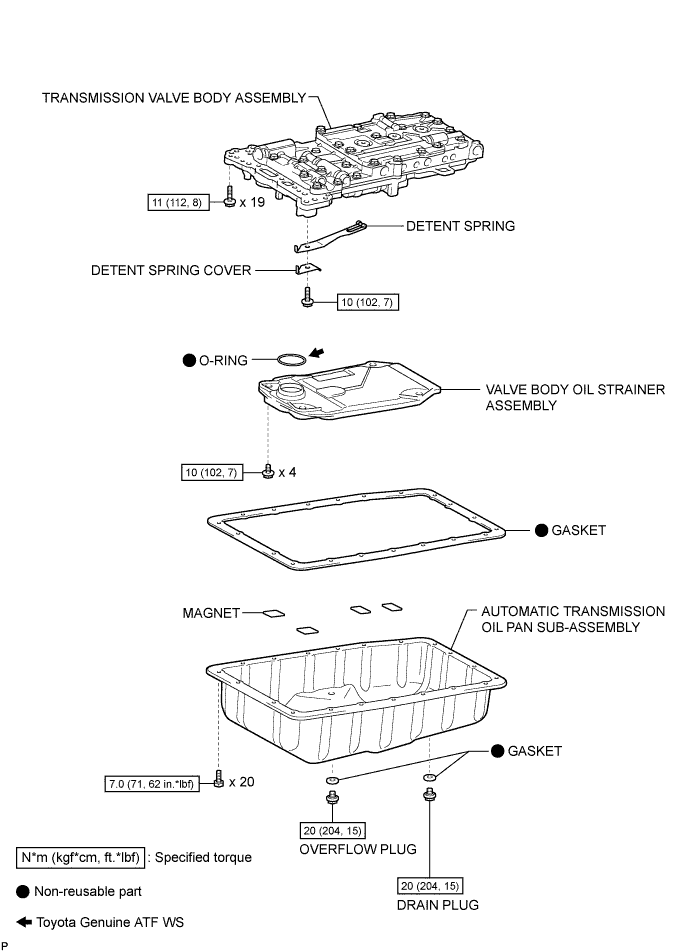 TRANSMISSION VALVE BODY ASSEMBLY
11 (112, 8)
x 19
DETENT SPRING
DETENT SPRING COVER
10 (102, 7)
O-RING
VALVE BODY OIL STRAINER
ASSEMBLY
10 (102, 7)
x 4
GASKET
MAGNET
AUTOMATIC TRANSMISSION
OIL PAN SUB-ASSEMBLY
GASKET
7.0 (71, 62 in.*lbf)
x 20
20 (204, 15)
OVERFLOW PLUG
20 (204, 15)
DRAIN PLUG
N*m (kgf*cm, ft.*lbf) : Specified torque
Non-reusable part
Toyota Genuine ATF WS
P